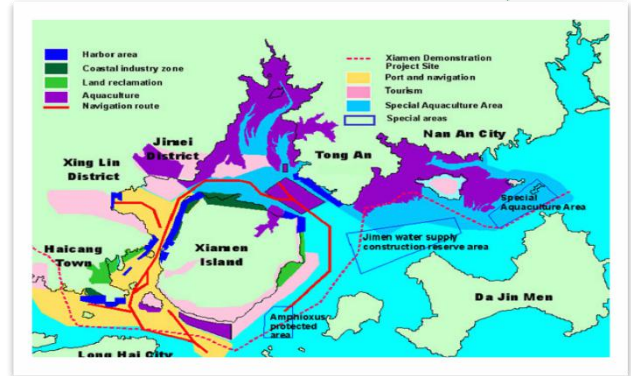 Harbor area
Coastal industry zone
Land reclamation
Aquaculture
Navigation route
Xiamen Demonstration
Project Site
Port and navigation
Tourism
Special Aquaculture Area
Special areas
Nan An City
Jimei
District
Tong An
Xing Lin
District
Special
Aquaculture Area
Haicang
Town
Xiamen
Island
Jimen water supply
construction reserve area
Da Jin Men
Amphioxus
protected
area
Long Hai City